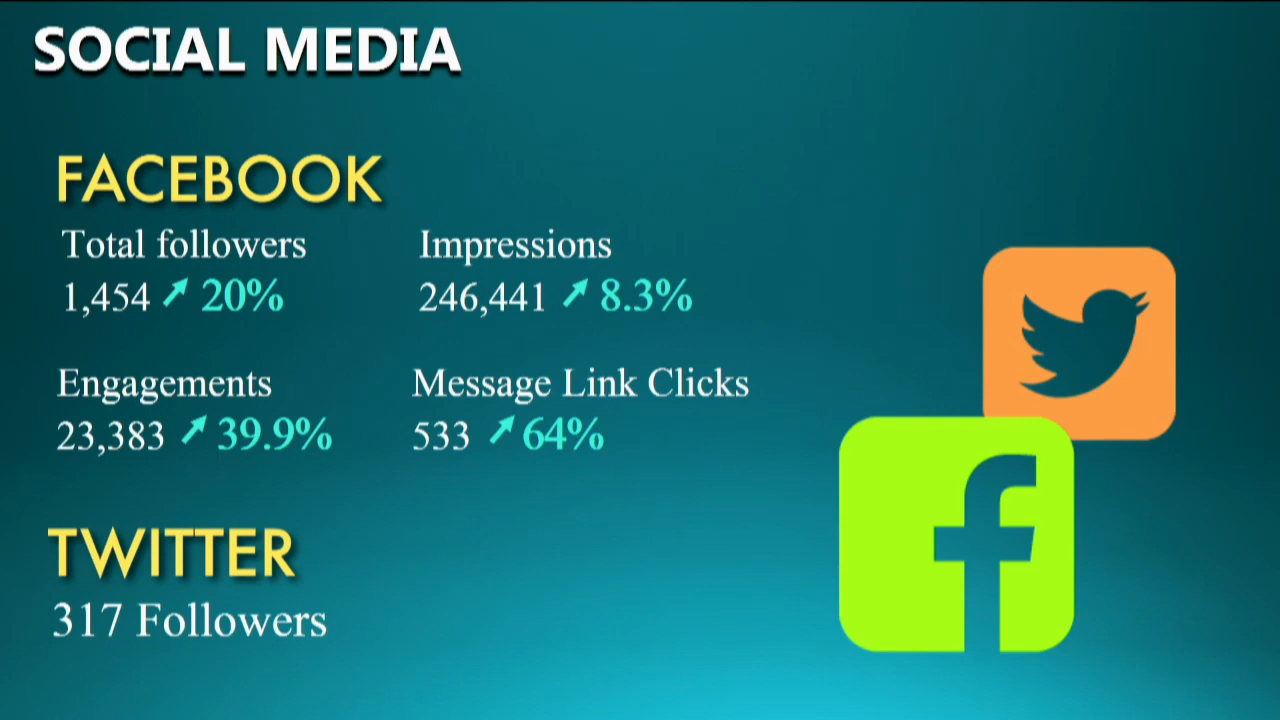 SOCIAL MEDIA
FACEBOOK
Total followers
1,454 ↗ 20%
Impressions
246,441 ↗ 8.3%
Engagements
23,383 ↗ 39.9%
Message Link Clicks
533 ↗ 64%
TWITTER
317 Followers